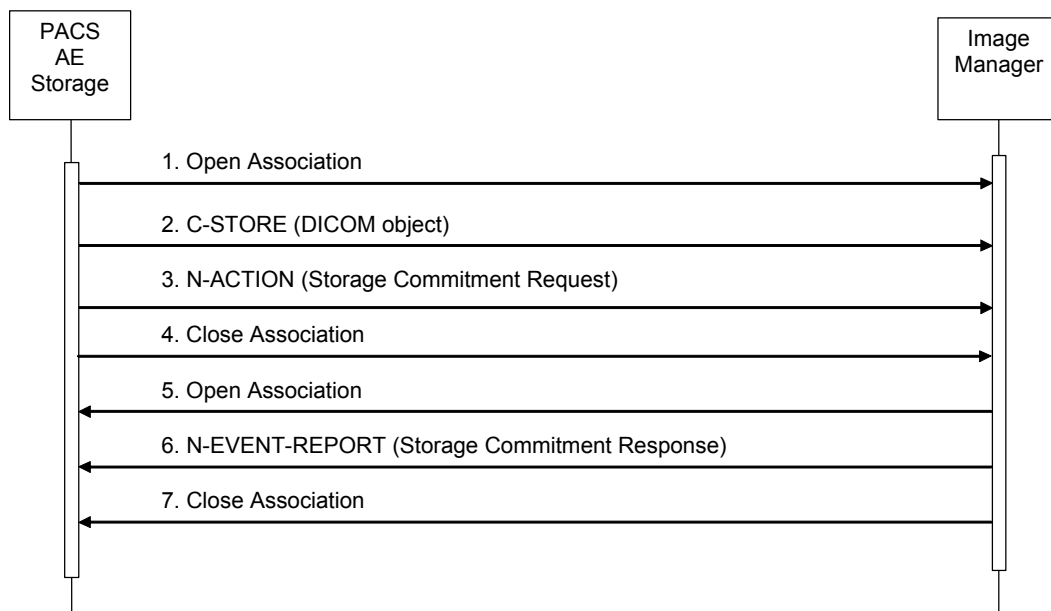 PACS
AE
Storage
Image
Manager
1. Open Association
2. C-STORE (DICOM object)
3. N-ACTION (Storage Commitment Request)
4. Close Association
5. Open Association
6. N-EVENT-REPORT (Storage Commitment Response)
7. Close Association